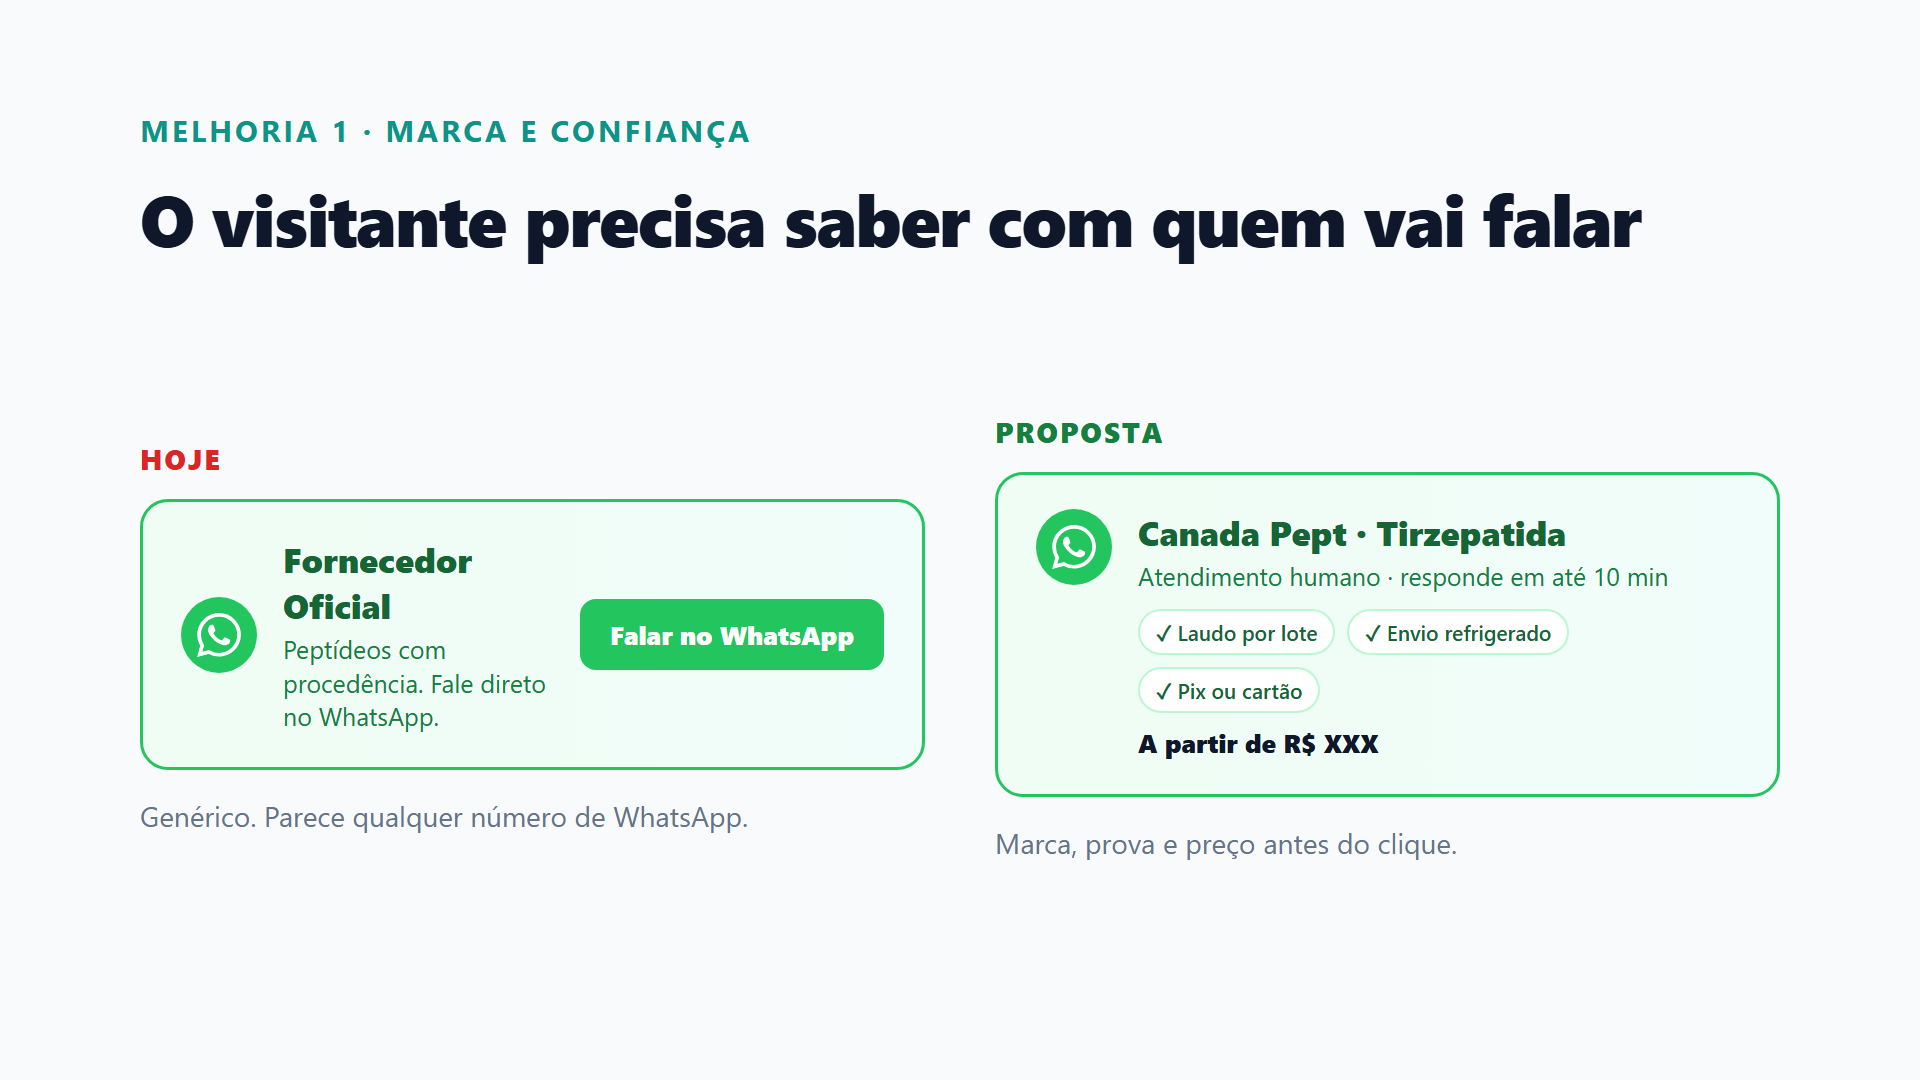 MELHORIA 1 · MARCA E CONFIANÇA
O visitante precisa saber com quem vai falar
HOJE
Fornecedor
Oficial
Peptídeos com
procedência. Fale direto
no WhatsApp.
Falar no WhatsApp
Genérico. Parece qualquer número de WhatsApp.
PROPOSTA
Canada Pept · Tirzepatida
Atendimento humano · responde em até 10 min
✓ Laudo por lote
✓ Envio refrigerado
✓ Pix ou cartão
A partir de R$ XXX
Marca, prova e preço antes do clique.